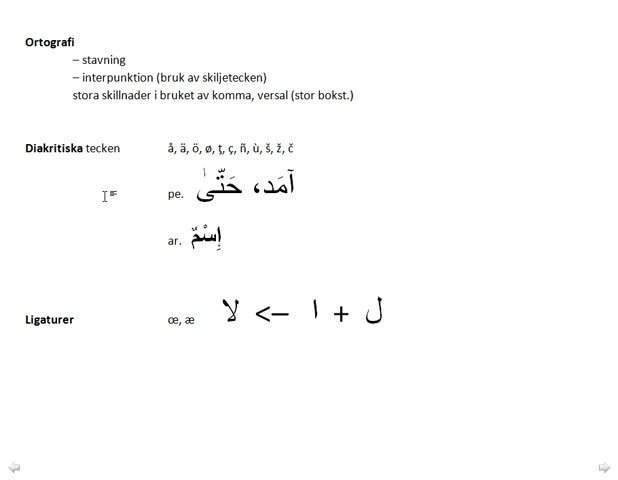 Ortografi
– stavning
– interpunktion (bruk av skiljetecken)
stora skillnader i bruket av komma, versal (stor bokst.)
Diakritiska tecken å, ä, ö, ø, ţ, ç, ñ, ù, š, ž, č
pe. آمَد، حَتّیٰ
ar. إِسْمٌ
Ligaturer œ, æ ل + ا –> لا